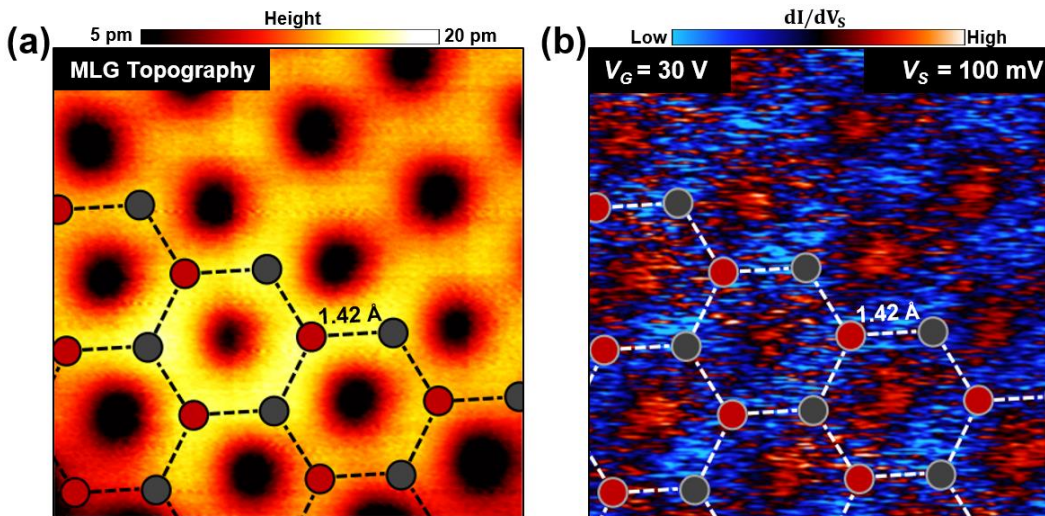 (a)
Height
5 pm
20 pm
MLG Topography
1.42 Å
(b)
dI/dV_S
Low
High
V_G = 30 V
V_S = 100 mV
1.42 Å